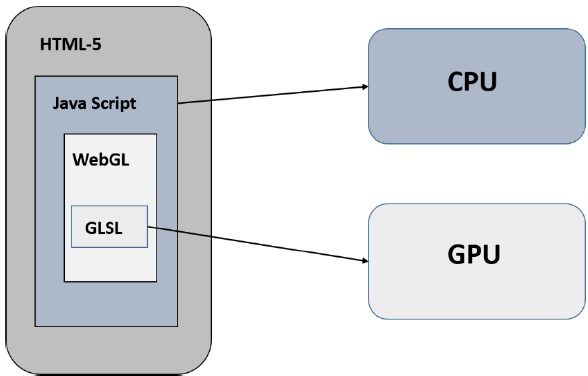 HTML-5
Java Script
WebGL
GLSL
CPU
GPU